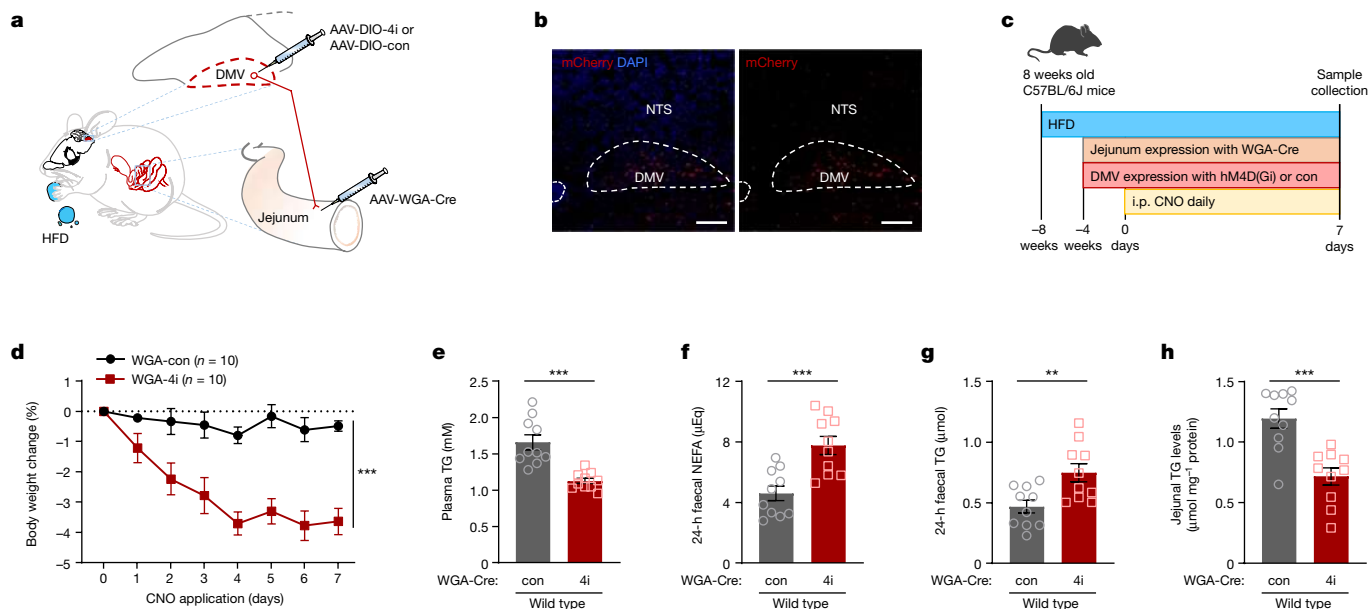 a
AAV-DIO-4i or
AAV-DIO-con
DMV
Jejunum
AAV-WGA-Cre
HFD
b
mCherry DAPI
NTS
DMV
mCherry
NTS
DMV
c
8 weeks old
C57BL/6J mice
Sample
collection
HFD
Jejunum expression with WGA-Cre
DMV expression with hM4D(Gi) or con
i.p. CNO daily
−8
weeks
−4
weeks
0
days
7
days
d
WGA-con (n = 10)
WGA-4i (n = 10)
Body weight change (%)
1
0
−1
−2
−3
−4
−5
***
0 1 2 3 4 5 6 7
CNO application (days)
e
***
Plasma TG (mM)
2.5
2.0
1.5
1.0
0.5
0
WGA-Cre: con 4i
Wild type
f
***
24-h faecal NEFA (µEq)
12
8
4
0
con 4i
Wild type
g
**
24-h faecal TG (µmol)
1.5
1.0
0.5
0
WGA-Cre: con 4i
Wild type
h
***
Jejunal TG levels
(µmol mg⁻¹ protein)
1.5
1.0
0.5
0
WGA-Cre: con 4i
Wild type